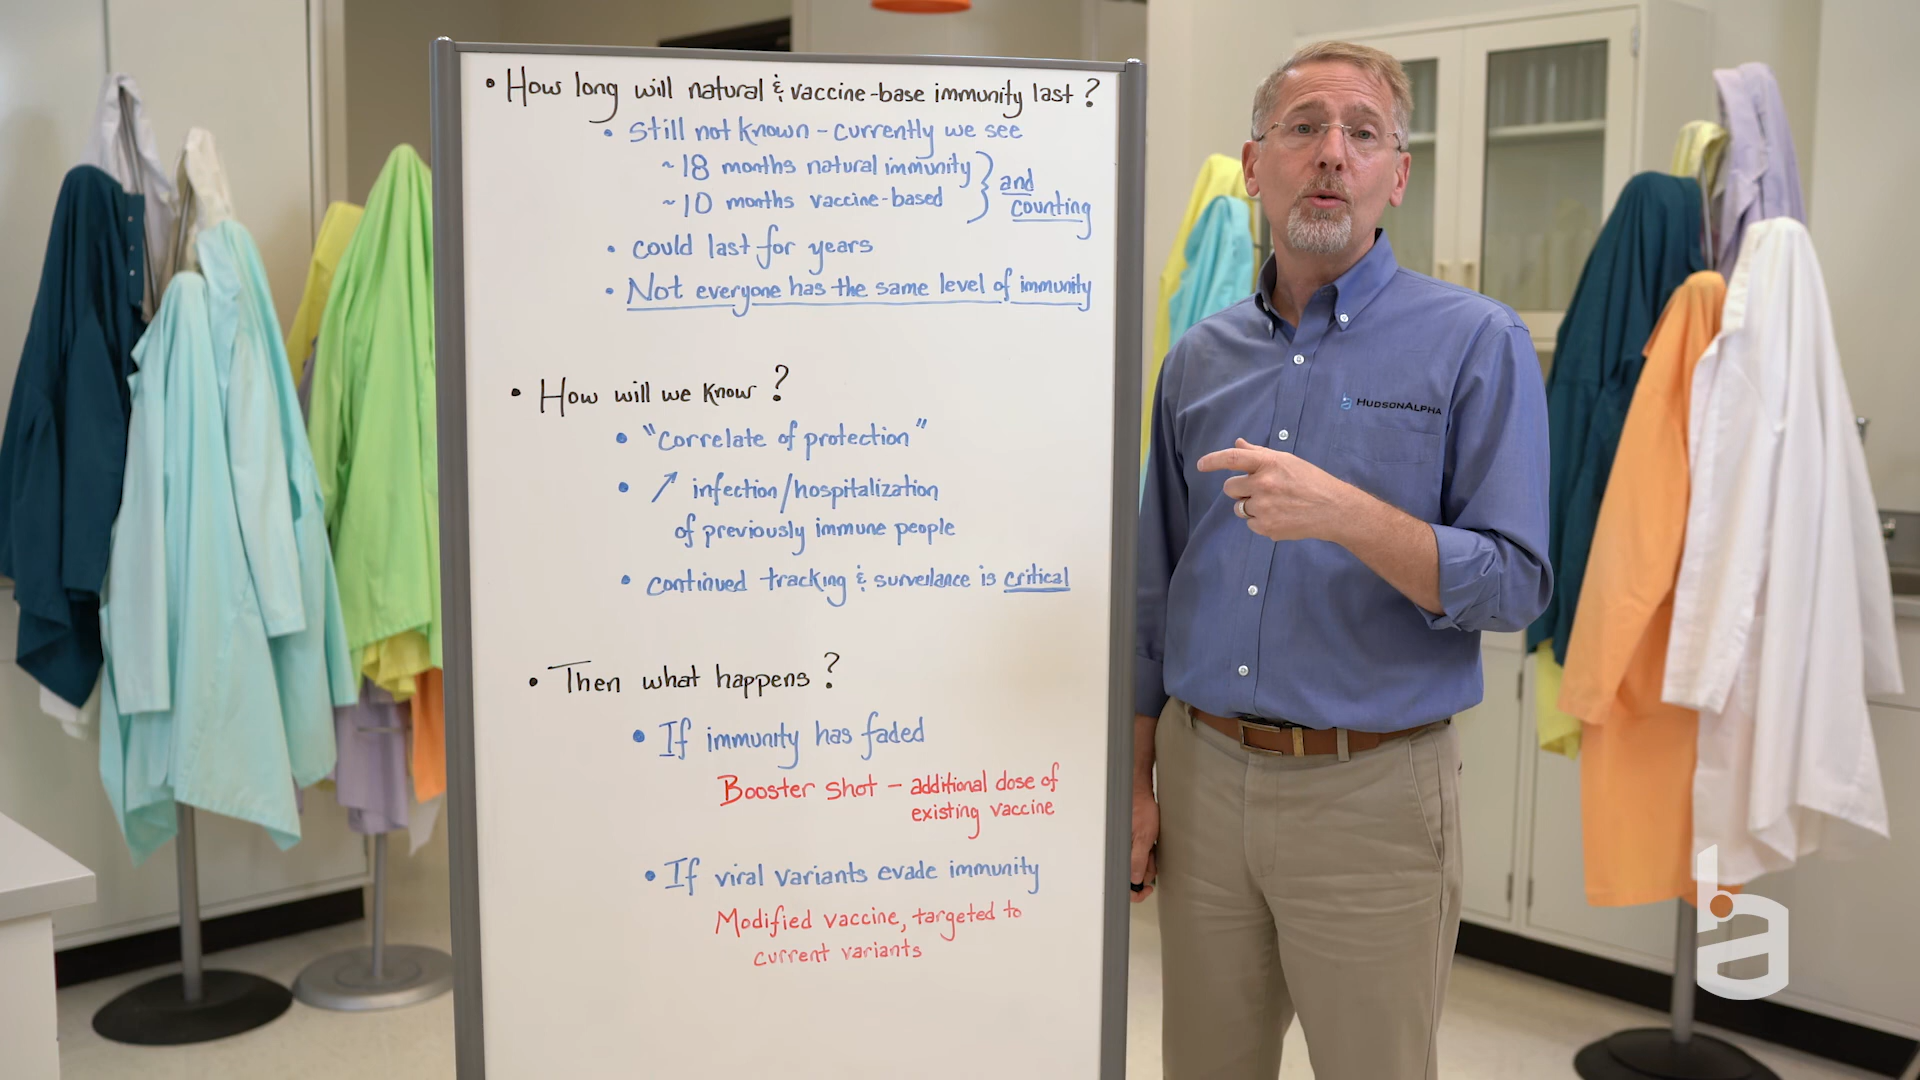 • How long will natural & vaccine-base immunity last?
• still not known - currently we see
~18 months natural immunity
~10 months vaccine-based
and counting
• could last for years
• Not everyone has the same level of immunity
• How will we know?
• "correlate of protection"
• ↗ infection/hospitalization
of previously immune people
• continued tracking & surveilance is critical
• Then what happens?
• If immunity has faded
Booster shot - additional dose of
existing vaccine
• If viral variants evade immunity
Modified vaccine, targeted to
current variants
HUDSONALPHA